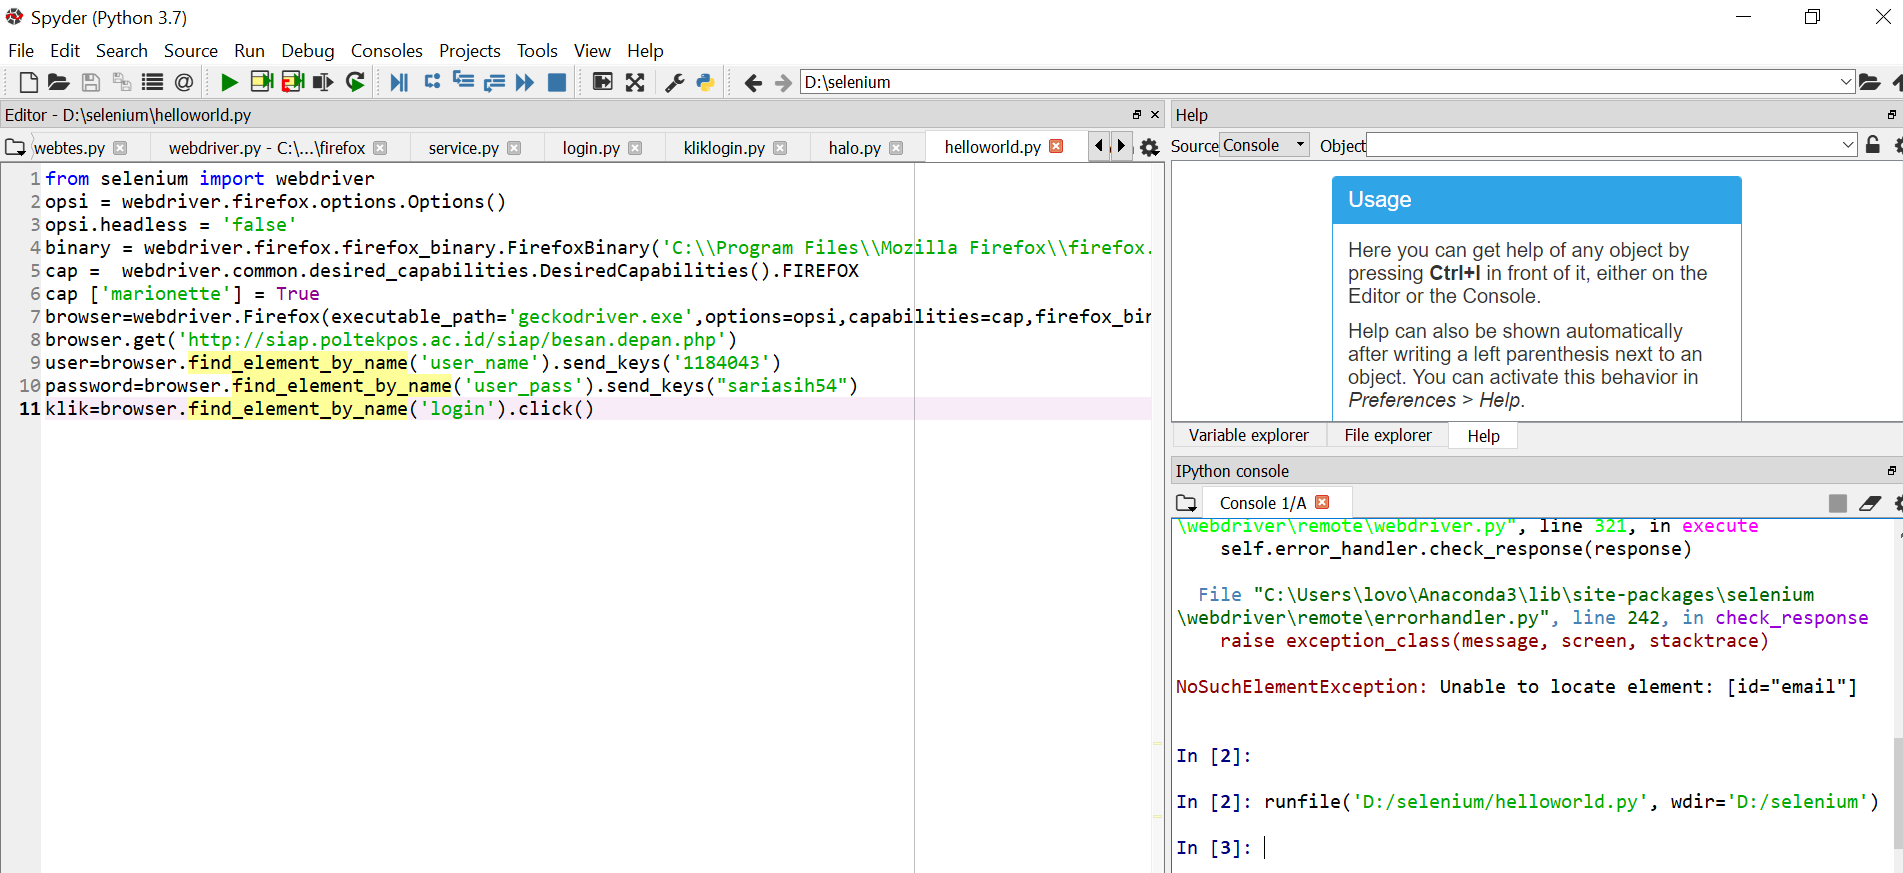 Spyder (Python 3.7)
File Edit Search Source Run Debug Consoles Projects Tools View Help
D:\selenium
Editor - D:\selenium\helloworld.py
webtes.py webdriver.py - C:\...\firefox service.py login.py kliklogin.py halo.py helloworld.py
1 from selenium import webdriver
2 opsi = webdriver.firefox.options.Options()
3 opsi.headless = 'false'
4 binary = webdriver.firefox.firefox_binary.FirefoxBinary('C:\\Program Files\\Mozilla Firefox\\firefox.
5 cap =  webdriver.common.desired_capabilities.DesiredCapabilities().FIREFOX
6 cap ['marionette'] = True
7 browser=webdriver.Firefox(executable_path='geckodriver.exe',options=opsi,capabilities=cap,firefox_bin
8 browser.get('http://siap.poltekpos.ac.id/siap/besan.depan.php')
9 user=browser.find_element_by_name('user_name').send_keys('1184043')
10 password=browser.find_element_by_name('user_pass').send_keys("sariasih54")
11 klik=browser.find_element_by_name('login').click()
Help
Source Console Object
Usage
Here you can get help of any object by
pressing Ctrl+I in front of it, either on the
Editor or the Console.
Help can also be shown automatically
after writing a left parenthesis next to an
object. You can activate this behavior in
Preferences > Help.
Variable explorer File explorer Help
IPython console
Console 1/A
\webdriver\remote\webdriver.py", line 321, in execute
self.error_handler.check_response(response)
File "C:\Users\lovo\Anaconda3\lib\site-packages\selenium
\webdriver\remote\errorhandler.py", line 242, in check_response
raise exception_class(message, screen, stacktrace)
NoSuchElementException: Unable to locate element: [id="email"]
In [2]:
In [2]: runfile('D:/selenium/helloworld.py', wdir='D:/selenium')
In [3]: